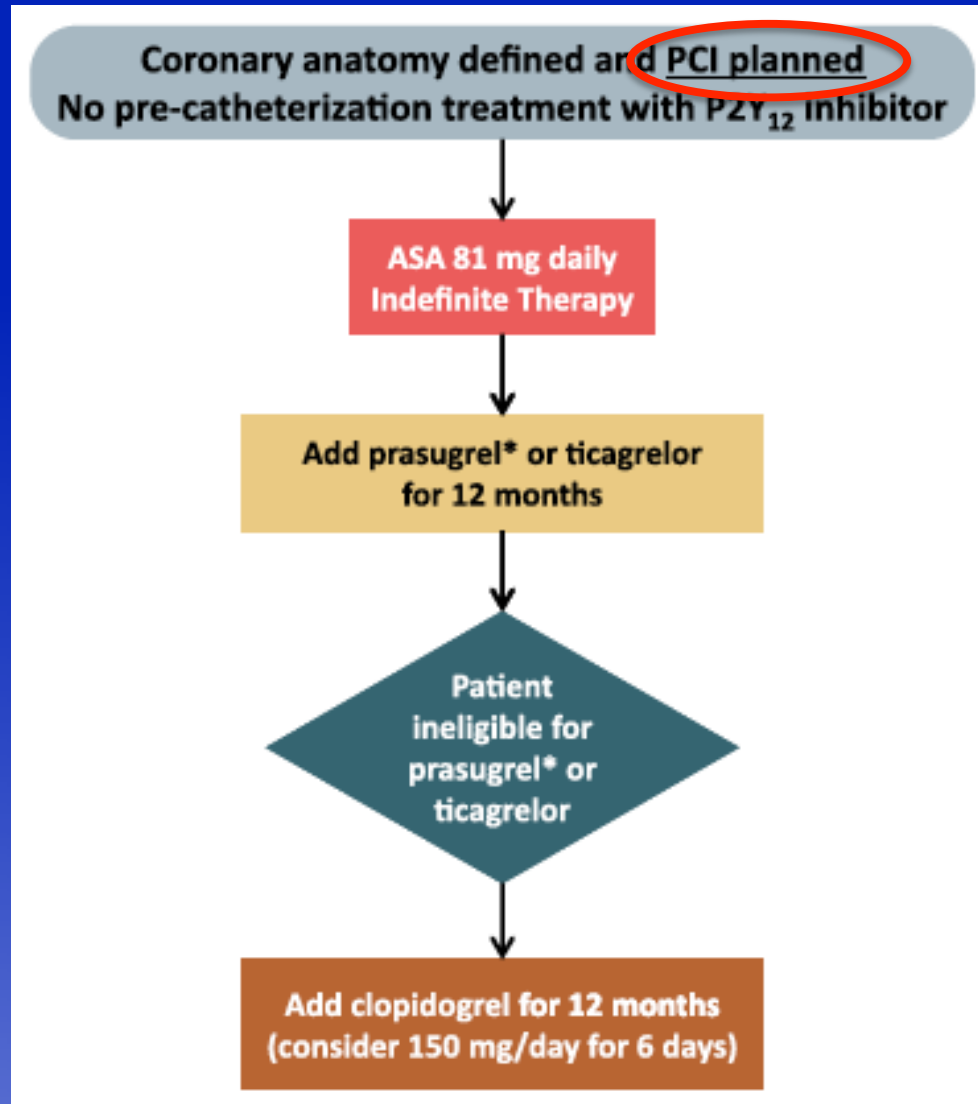 Coronary anatomy defined and PCI planned
No pre-catheterization treatment with P2Y₁₂ inhibitor
ASA 81 mg daily
Indefinite Therapy
Add prasugrel* or ticagrelor
for 12 months
Patient
ineligible for
prasugrel* or
ticagrelor
Add clopidogrel for 12 months
(consider 150 mg/day for 6 days)